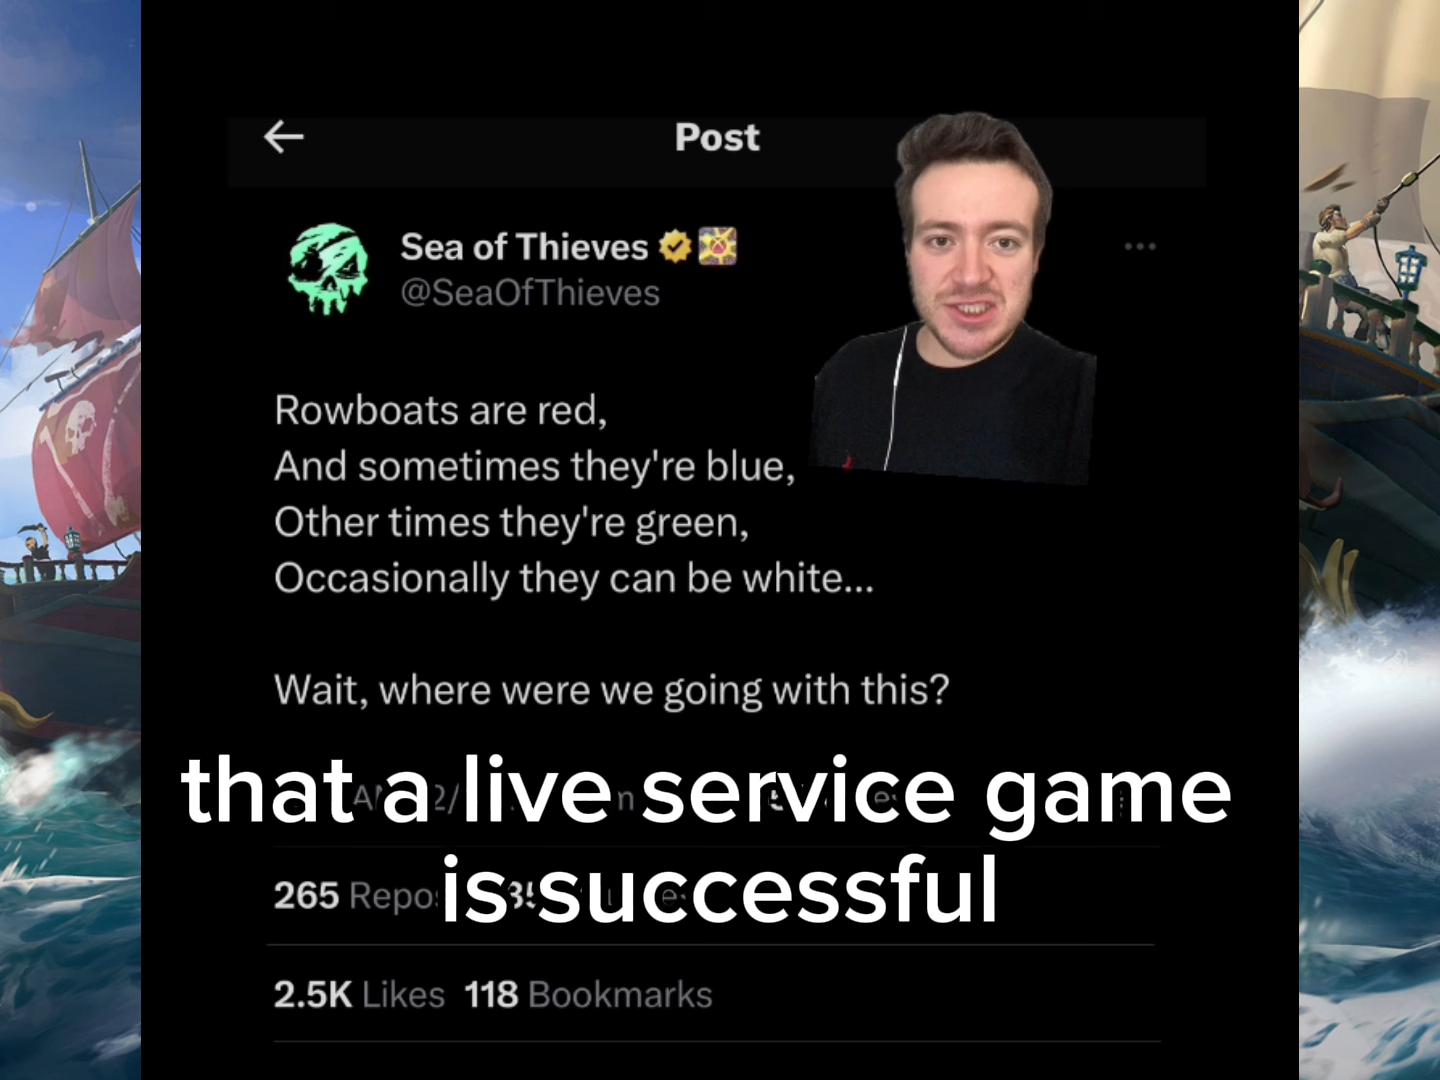 Post
Sea of Thieves
@SeaOfThieves
Rowboats are red,
And sometimes they're blue,
Other times they're green,
Occasionally they can be white...
Wait, where were we going with this?
that a live service game
is successful
265
2.5K Likes 118 Bookmarks